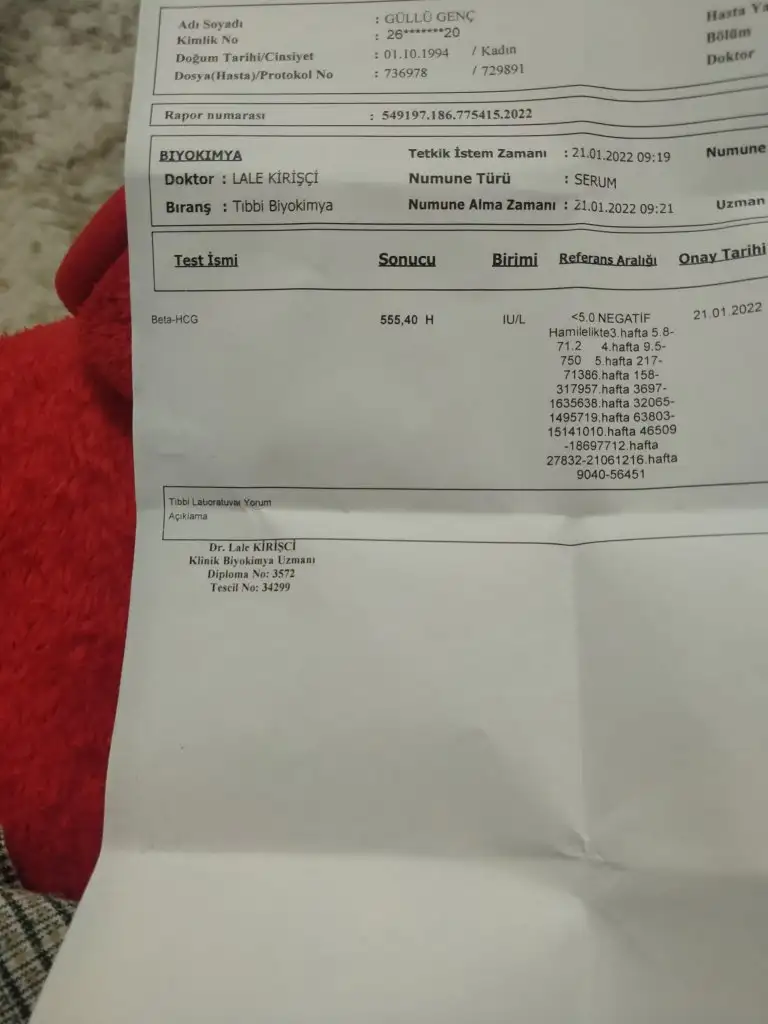 Adı Soyadı : GÜLLÜ GENÇ Hasta Ya
Kimlik No : 26*******20 Bölüm
Doğum Tarihi/Cinsiyet : 01.10.1994 / Kadın Doktor
Dosya(Hasta)/Protokol No : 736978 / 729891
Rapor numarası : 549197.186.775415.2022
BİYOKİMYA Tetkik İstem Zamanı : 21.01.2022 09:19 Numune
Doktor : LALE KİRİŞÇİ Numune Türü : SERUM
Branş : Tıbbi Biyokimya Numune Alma Zamanı : 21.01.2022 09:21 Uzman
Test İsmi Sonucu Birimi Referans Aralığı Onay Tarihi
Beta-HCG 555,40 H IU/L <5.0 NEGATİF 21.01.2022
Hamilelikte3.hafta 5.8-
71.2 4.hafta 9.5-
750 5.hafta 217-
71386.hafta 158-
317957.hafta 3697-
1635638.hafta 32065-
1495719.hafta 63803-
15141010.hafta 46509
-18697712.hafta
27832-21061216.hafta
9040-56451
Tıbbi Laboratuvar Yorum
Açıklama
Dr. Lale KİRİŞCİ
Klinik Biyokimya Uzmanı
Diploma No: 3572
Tescil No: 34299